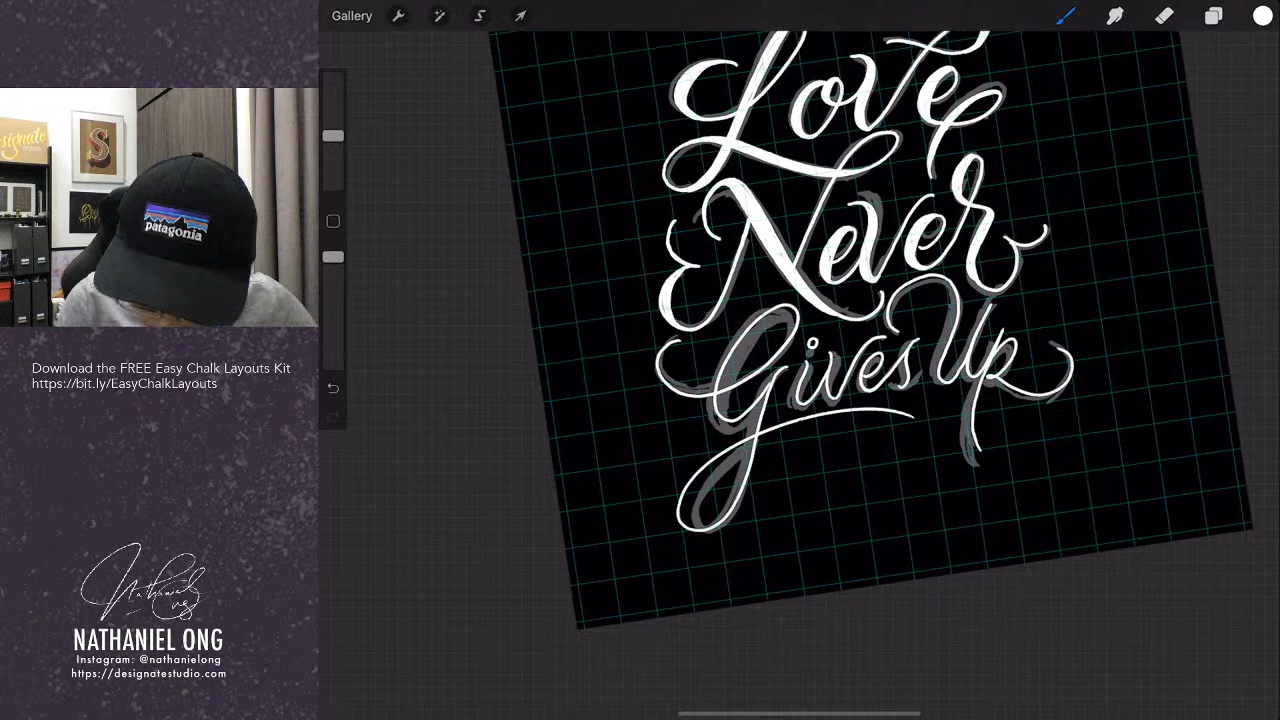 Gallery
Love
Never
Gives Up
designate
S
patagonia
Download the FREE Easy Chalk Layouts Kit
https://bit.ly/EasyChalkLayouts
NATHANIEL ONG
Instagram: @nathanielong
https://designatestudio.com